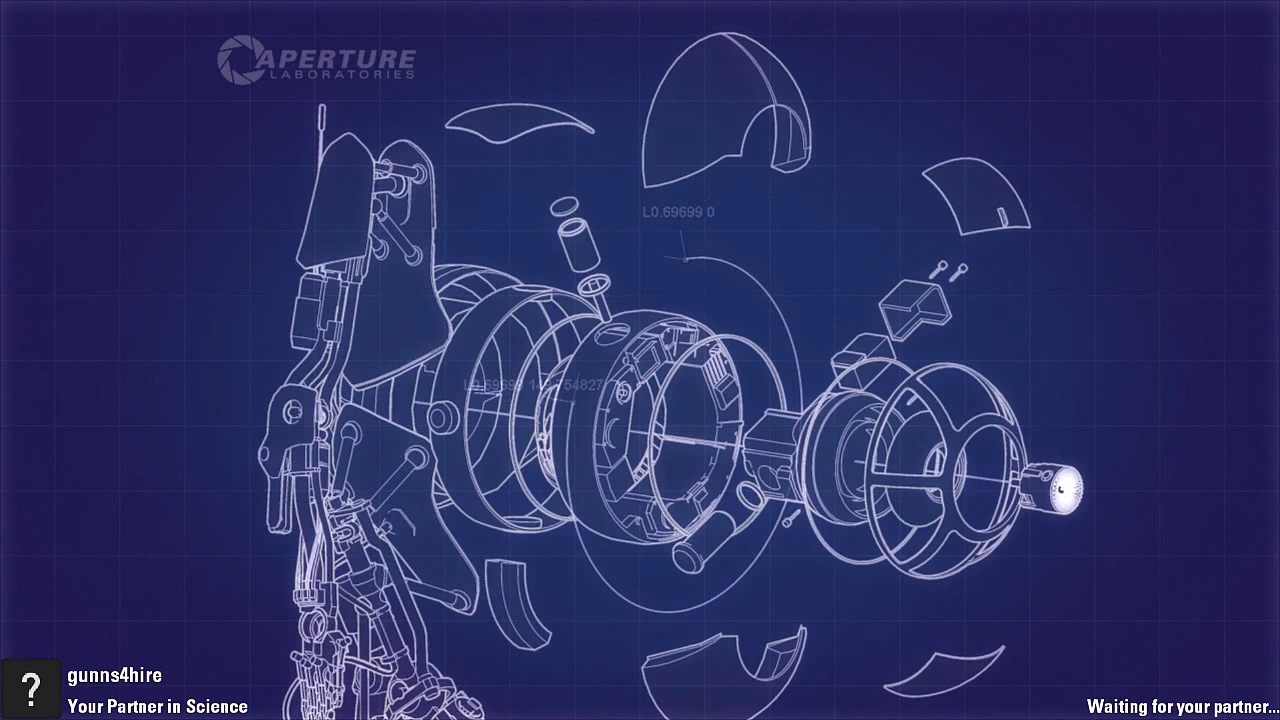 APERTURE
LABORATORIES
L0.69699 0
?
gunns4hire
Your Partner in Science
Waiting for your partner...